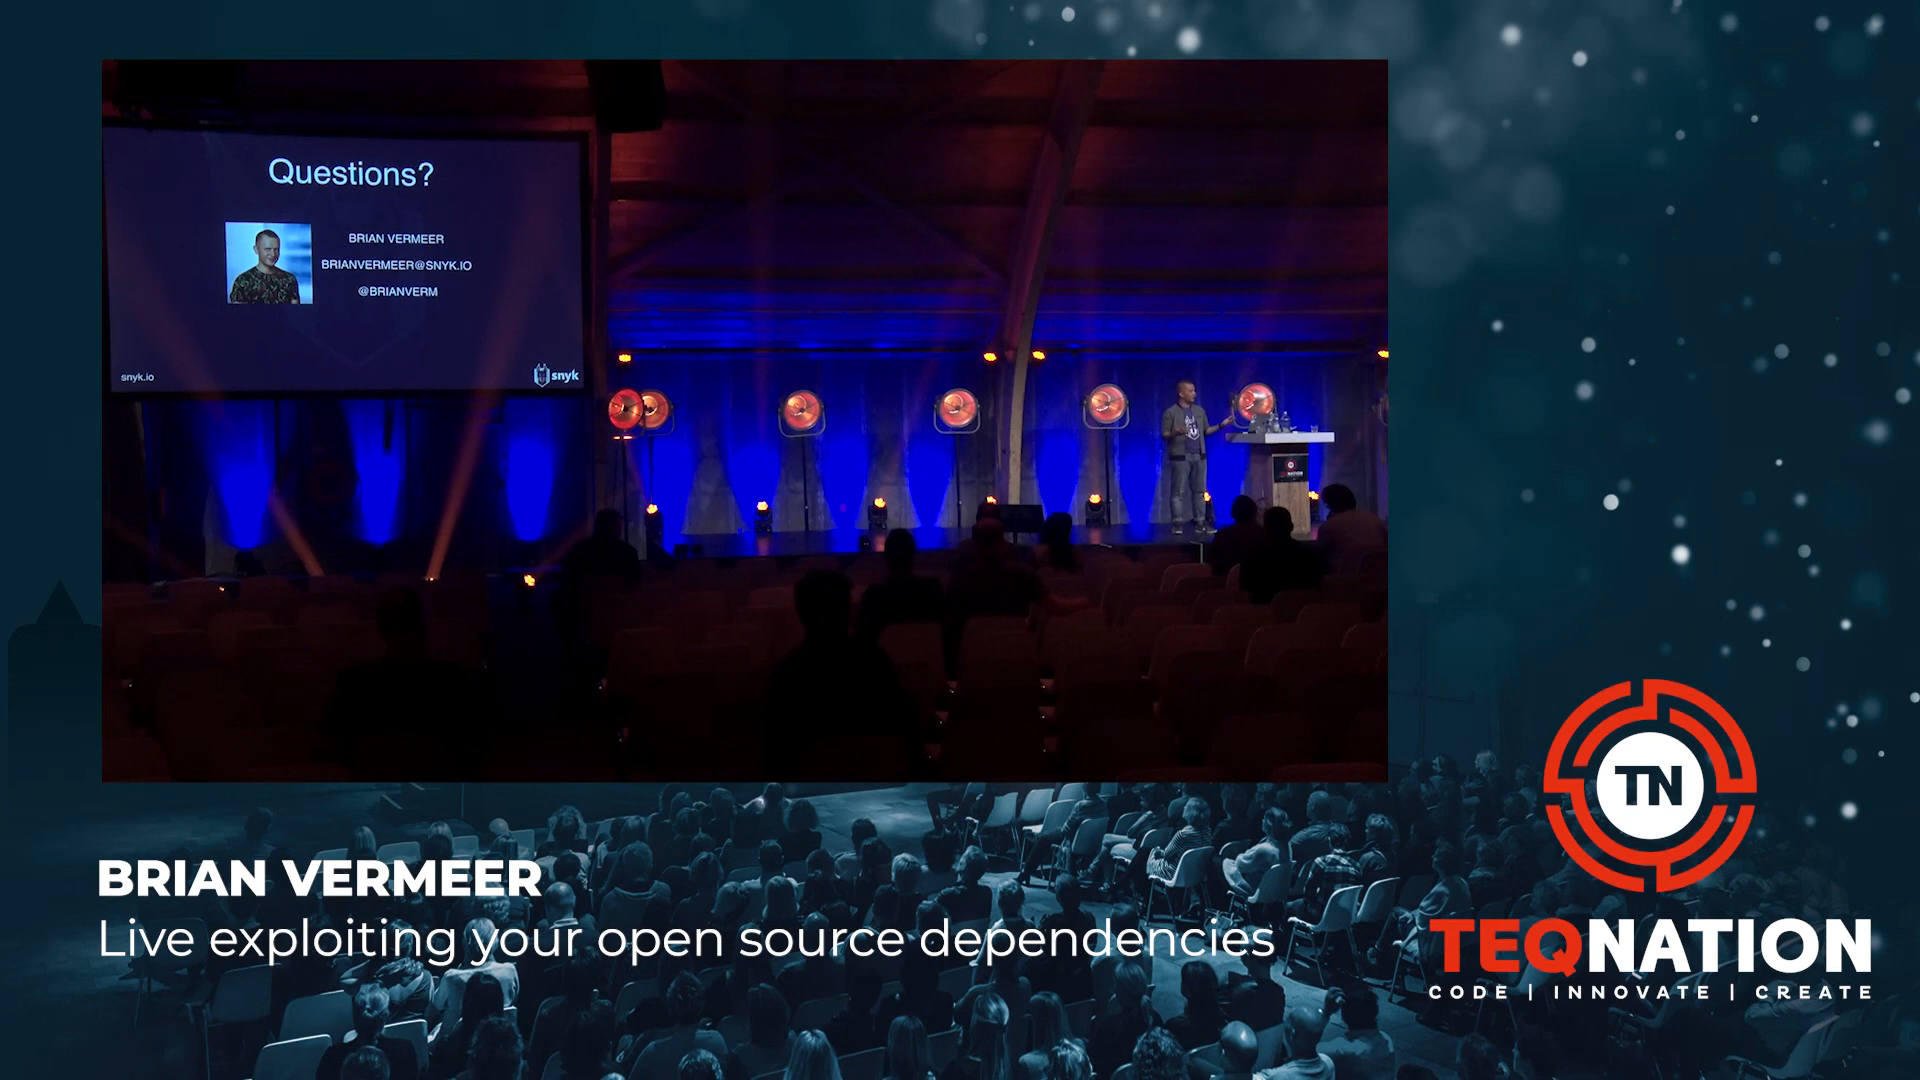 Questions?
BRIAN VERMEER
BRIANVERMEER@SNYK.IO
@BRIANVERM
snyk.io
snyk
BRIAN VERMEER
Live exploiting your open source dependencies
TN
TEQNATION
CODE | INNOVATE | CREATE